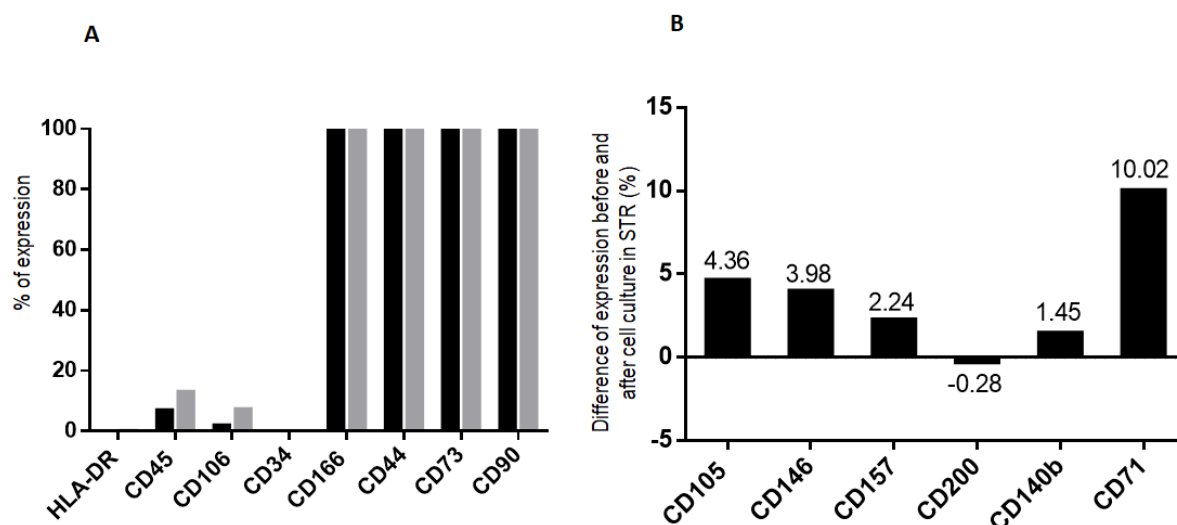 A
% of expression
100
80
60
40
20
0
HLA-DR
CD45
CD106
CD34
CD166
CD44
CD73
CD90
B
Difference of expression before and
after cell culture in STR (%)
15
10
5
0
-5
4.36
3.98
2.24
-0.28
1.45
10.02
CD105
CD146
CD157
CD200
CD140b
CD71